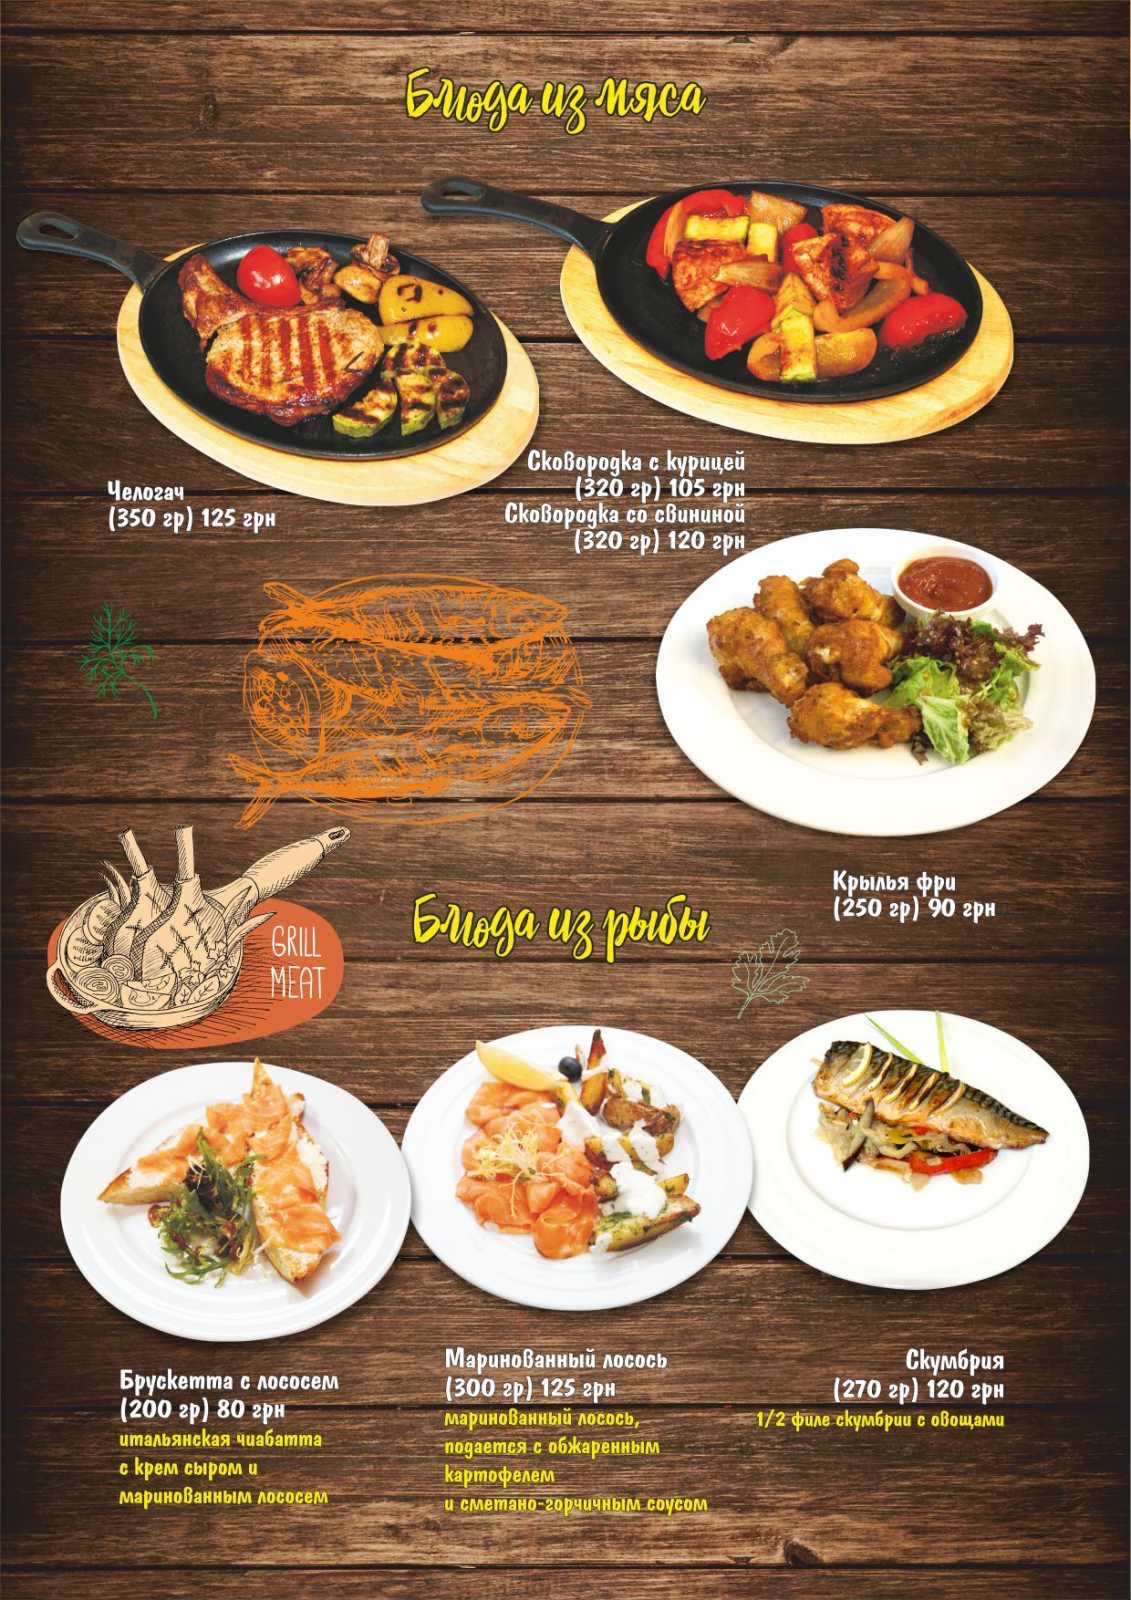 Блюда из мяса
Челогач
(350 гр) 125 грн
Сковородка с курицей
(320 гр) 105 грн
Сковородка со свининой
(320 гр) 120 грн
Крылья фри
(250 гр) 90 грн
GRILL
MEAT
Блюда из рыбы
Брускетта с лососем
(200 гр) 80 грн
итальянская чиабатта
с крем сыром и
маринованным лососем
Маринованный лосось
(300 гр) 125 грн
маринованный лосось,
подается с обжаренным
картофелем
и сметано-горчичным соусом
Скумбрия
(270 гр) 120 грн
1/2 филе скумбрии с овощами